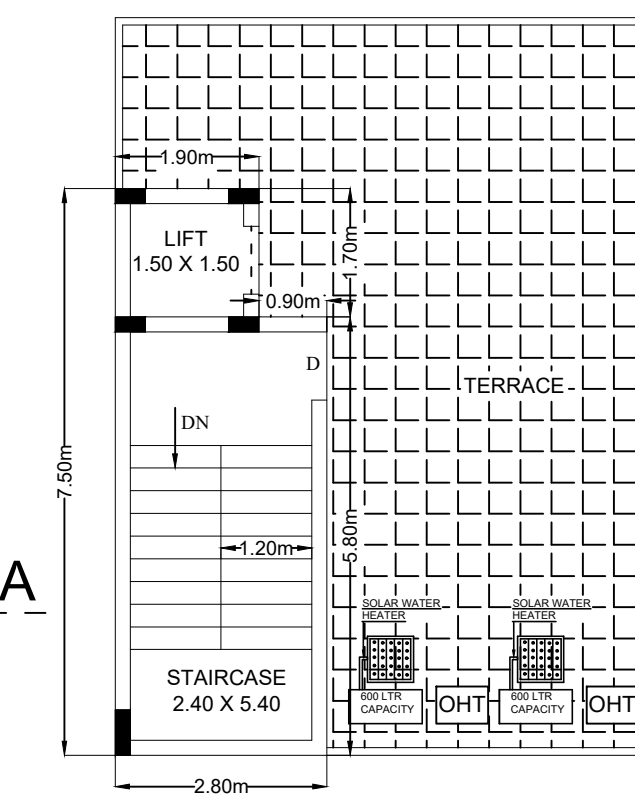 1.90m
LIFT
1.50 X 1.50
1.70m
0.90m
D
TERRACE
DN
7.50m
5.80m
1.20m
A
SOLAR WATER
HEATER
SOLAR WATER
HEATER
STAIRCASE
2.40 X 5.40
600 LTR
CAPACITY
OHT
600 LTR
CAPACITY
OHT
2.80m